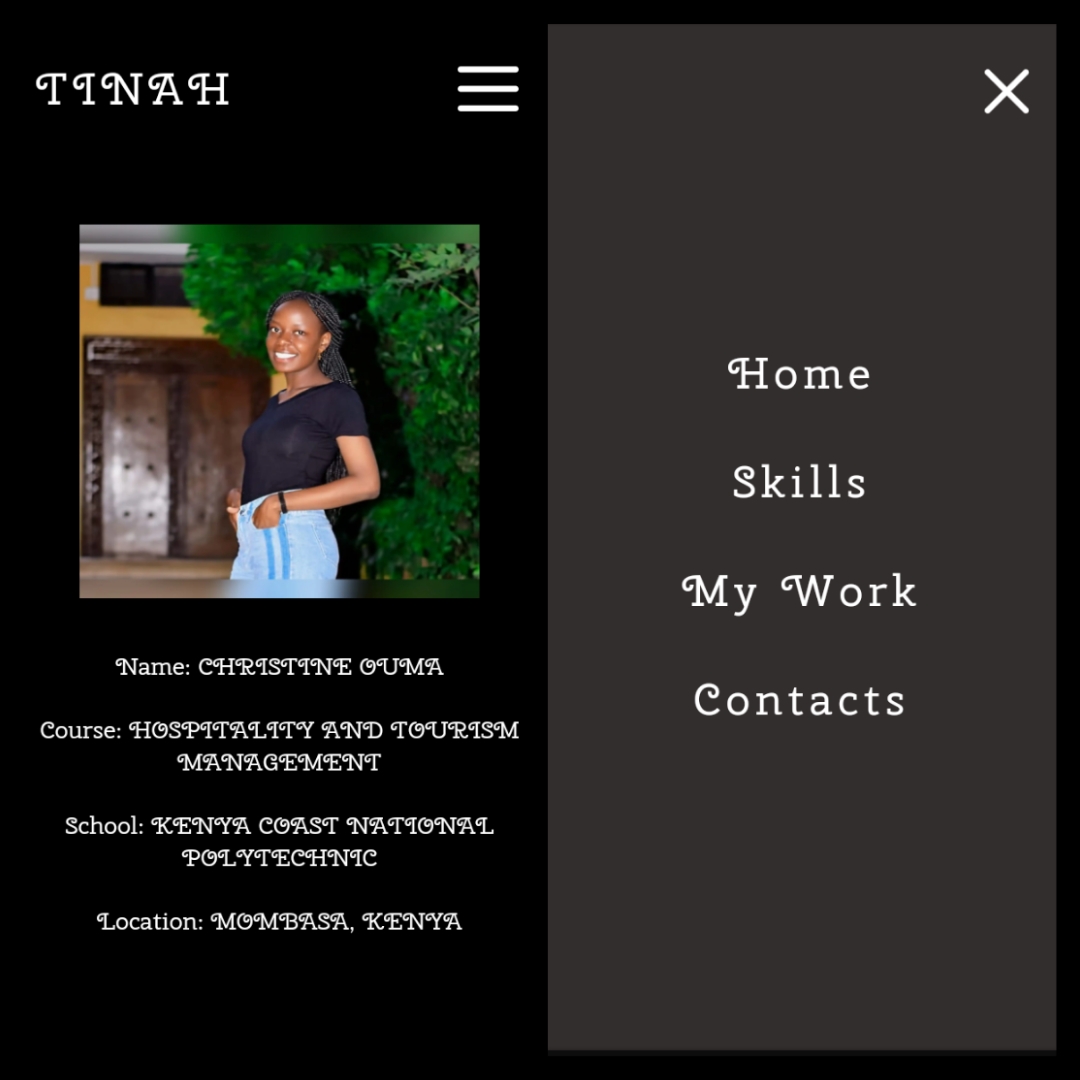 TINAH
Name: CHRISTINE OUMA
Course: HOSPITALITY AND TOURISM
MANAGEMENT
School: KENYA COAST NATIONAL
POLYTECHNIC
Location: MOMBASA, KENYA
Home
Skills
My Work
Contacts